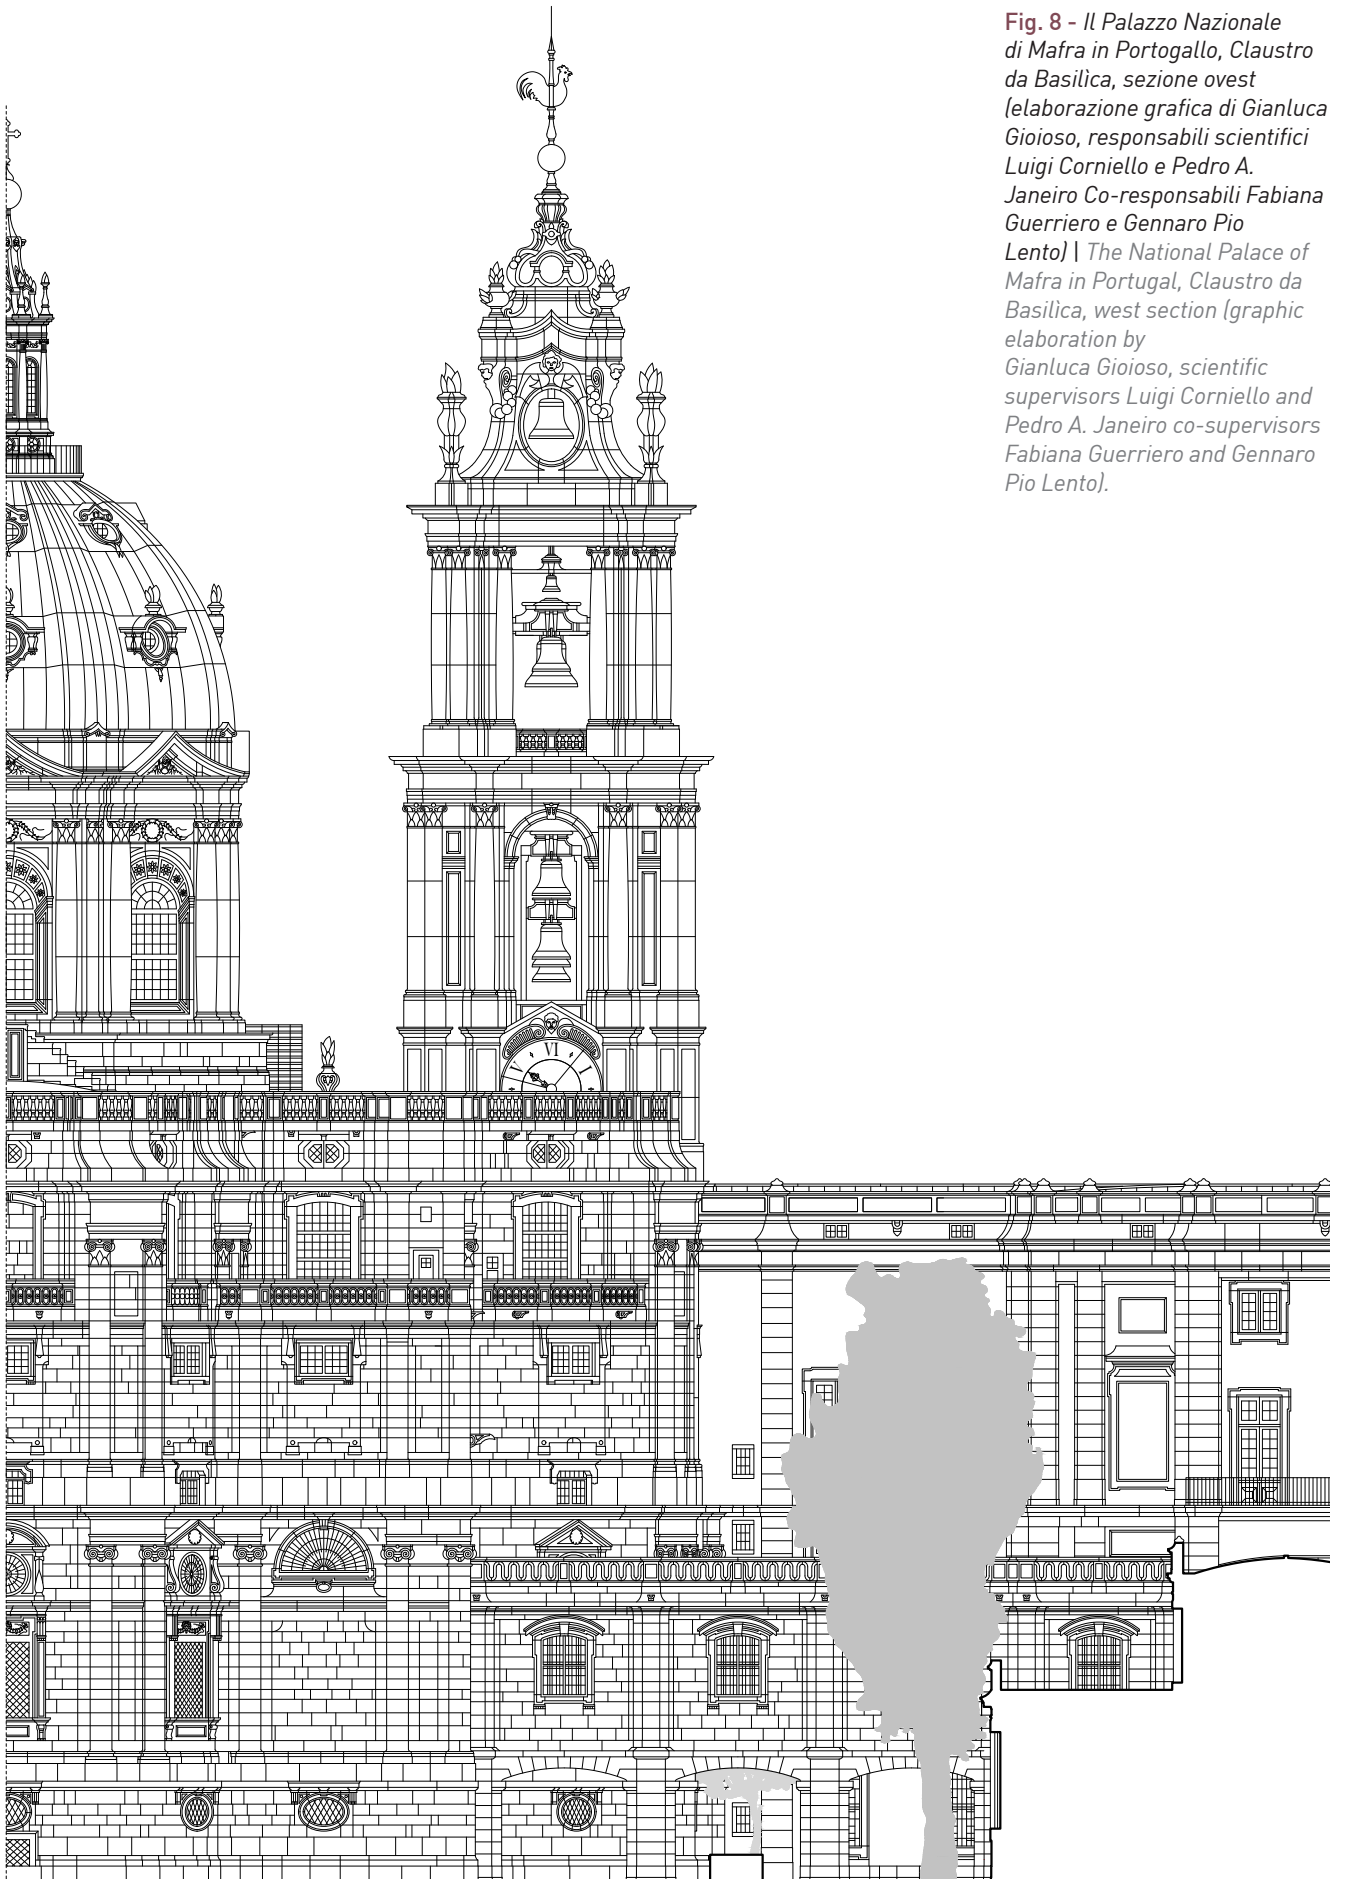 Fig. 8 - Il Palazzo Nazionale
di Mafra in Portogallo, Claustro
da Basilìca, sezione ovest
(elaborazione grafica di Gianluca
Gioioso, responsabili scientifici
Luigi Corniello e Pedro A.
Janeiro Co-responsabili Fabiana
Guerriero e Gennaro Pio
Lento) | The National Palace of
Mafra in Portugal, Claustro da
Basilìca, west section (graphic
elaboration by
Gianluca Gioioso, scientific
supervisors Luigi Corniello and
Pedro A. Janeiro co-supervisors
Fabiana Guerriero and Gennaro
Pio Lento).
V VI I